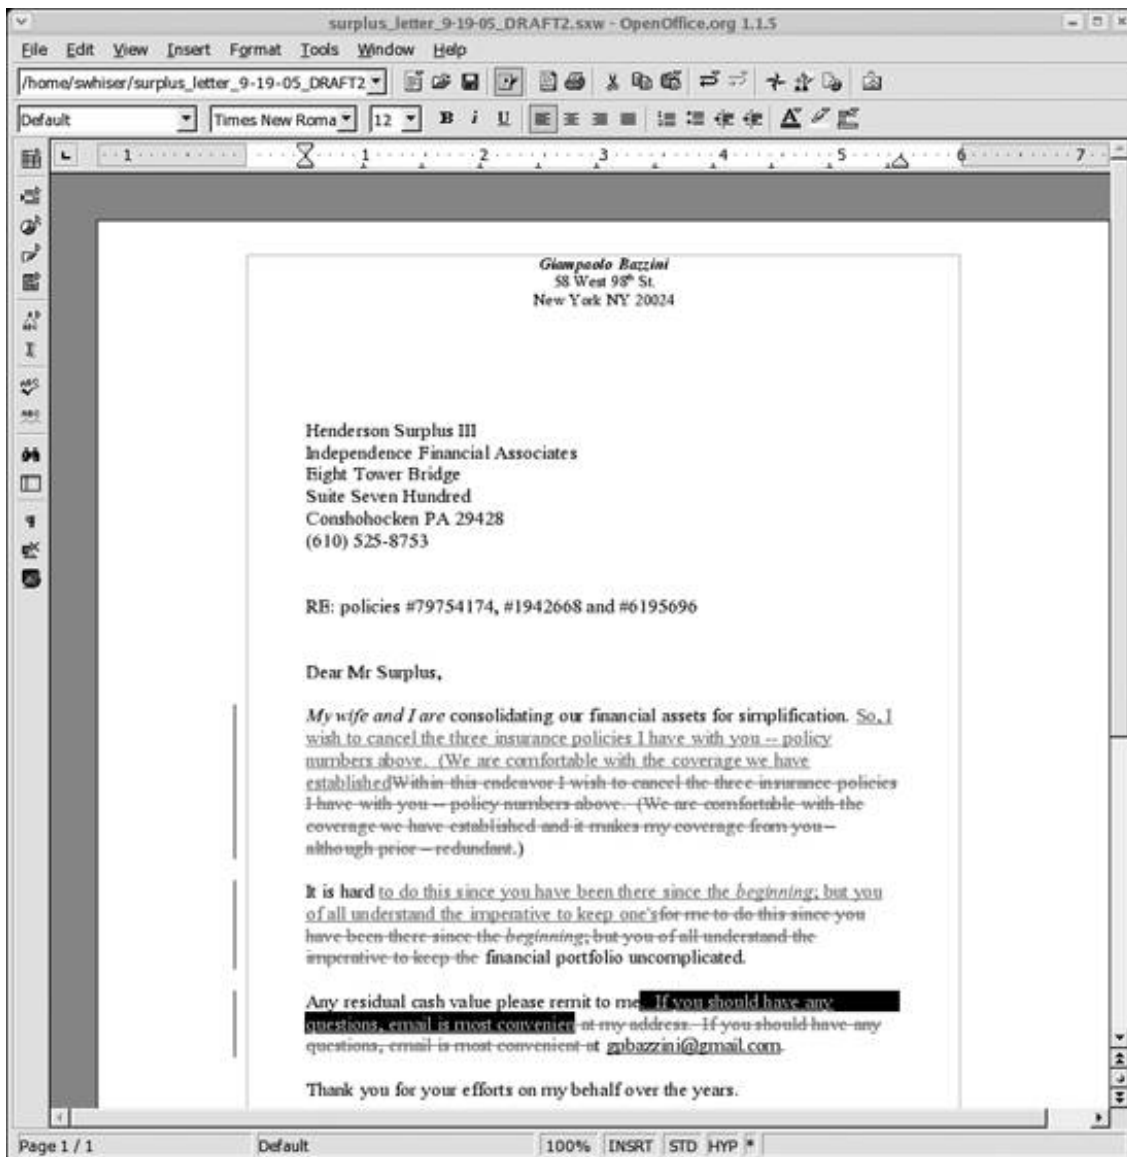 surplus_letter_9-19-05_DRAFT2.sxw - OpenOffice.org 1.1.5
File Edit View Insert Format Tools Window Help
/home/swhiser/surplus_letter_9-19-05_DRAFT2
Default Times New Roma 12 B i U A
1 1 2 3 4 5 6 7
Giampaolo Bazzini
58 West 98th St.
New York NY 20024
Henderson Surplus III
Independence Financial Associates
Eight Tower Bridge
Suite Seven Hundred
Conshohocken PA 29428
(610) 525-8753
RE: policies #79754174, #1942668 and #6195696
Dear Mr Surplus,
My wife and I are consolidating our financial assets for simplification. So, I
wish to cancel the three insurance policies I have with you -- policy
numbers above. (We are comfortable with the coverage we have
establishedWithin this endeavor I wish to cancel the three insurance policies
I have with you -- policy numbers above. (We are comfortable with the
coverage we have established and it makes my coverage from you –
although prior – redundant.)
It is hard to do this since you have been there since the beginning; but you
of all understand the imperative to keep one'sfor me to do this since you
have been there since the beginning; but you of all understand the
imperative to keep the financial portfolio uncomplicated.
Any residual cash value please remit to me. If you should have any
questions, email is most convenien at my address. If you should have any
questions, email is most convenient at gpbazzini@gmail.com.
Thank you for your efforts on my behalf over the years.
Page 1 / 1 Default 100% INSRT STD HYP *